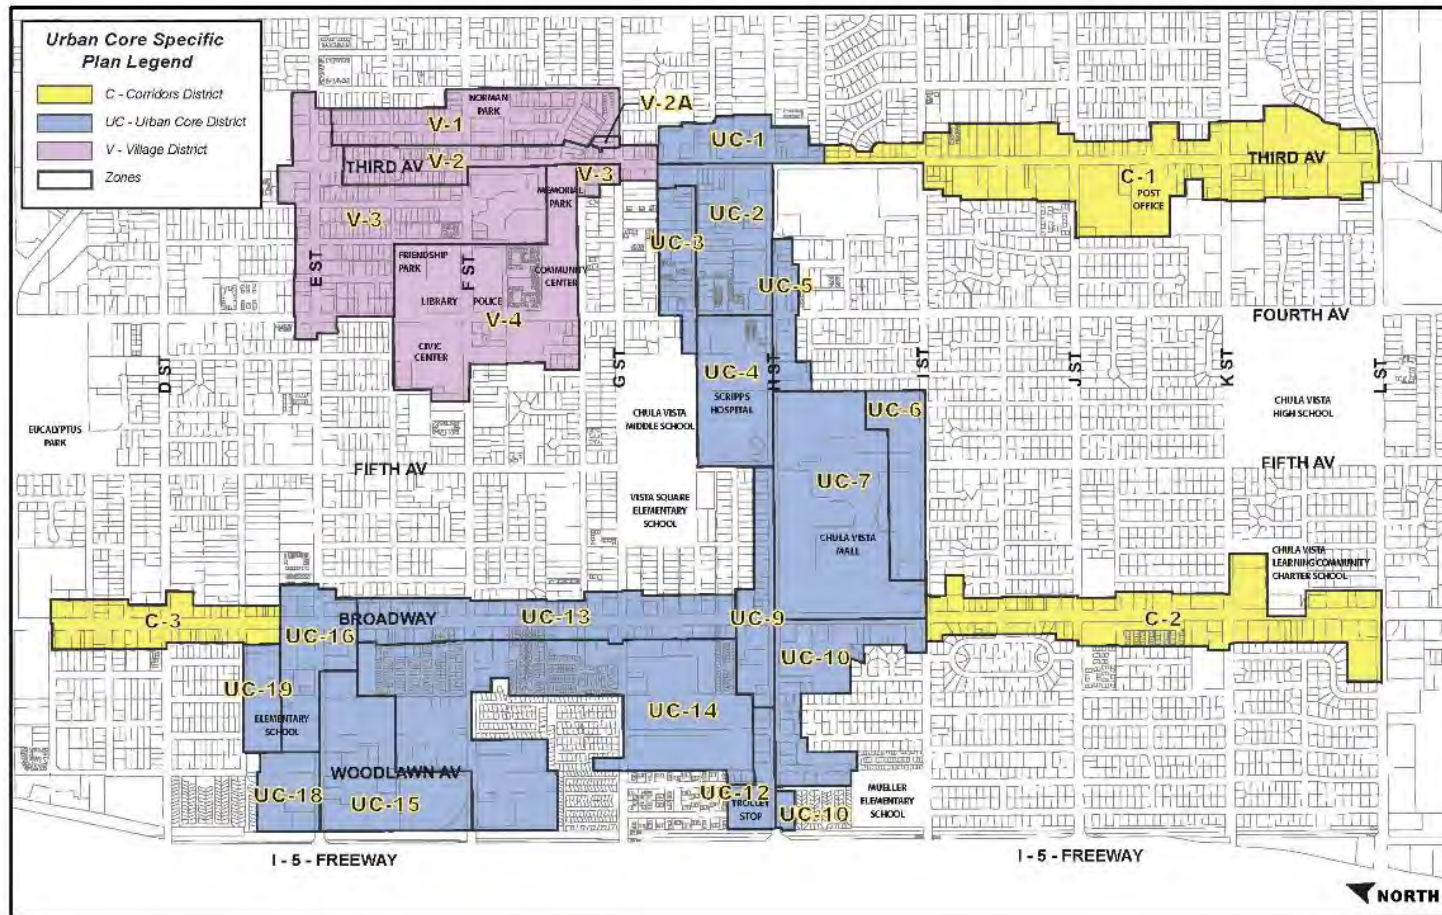 Urban Core Specific
Plan Legend
C - Corridors District
UC - Urban Core District
V - Village District
Zones
NORMAN
PARK
V-2A
V-1
UC-1
V-2
THIRD AV
THIRD AV
V-3
C-1
MEMORIAL
PARK
POST
OFFICE
UC-2
V-3
UC-3
FRIENDSHIP
PARK
E ST
F ST
COMMUNITY
CENTER
UC-5
LIBRARY
POLICE
V-4
FOURTH AV
CIVIC
CENTER
D ST
G ST
H ST
I ST
J ST
K ST
L ST
UC-4
SCRIPPS
HOSPITAL
UC-6
CHULA VISTA
MIDDLE SCHOOL
CHULA VISTA
HIGH SCHOOL
EUCALYPTUS
PARK
FIFTH AV
FIFTH AV
UC-7
VISTA SQUARE
ELEMENTARY
SCHOOL
CHULA VISTA
MALL
CHULA VISTA
LEARNING COMMUNITY
CHARTER SCHOOL
C-3
BROADWAY
UC-13
UC-9
C-2
UC-16
UC-10
UC-19
UC-14
ELEMENTARY
SCHOOL
WOODLAWN AV
UC-18
UC-15
UC-12
TROLLEY
STOP
UC-10
MUELLER
ELEMENTARY
SCHOOL
I - 5 - FREEWAY
I - 5 - FREEWAY
NORTH